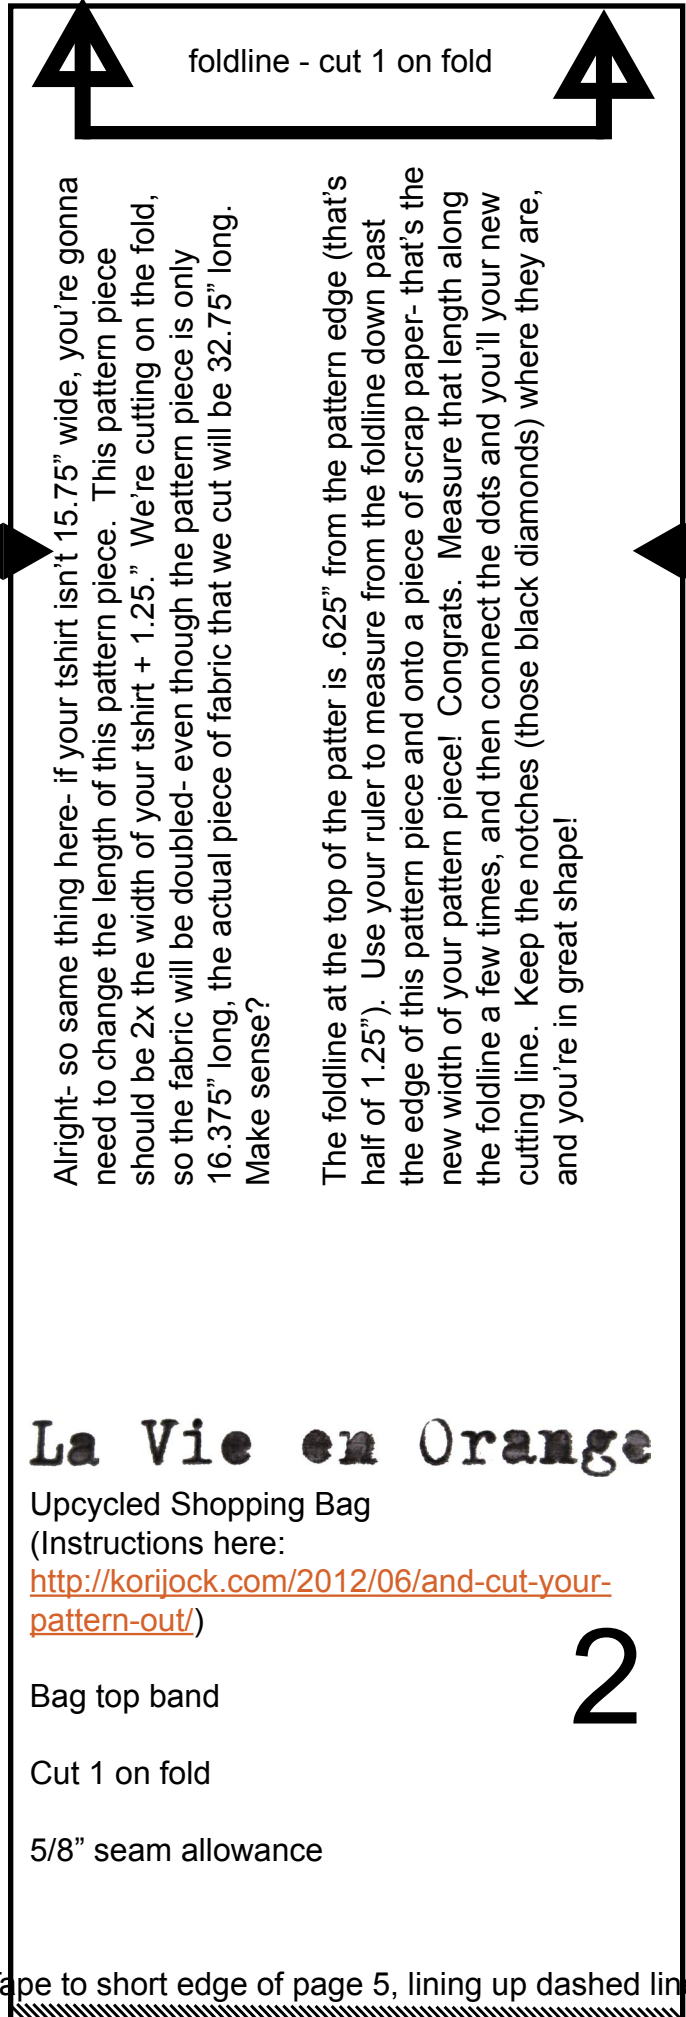 foldline - cut 1 on fold
Alright- so same thing here- if your tshirt isn’t 15.75” wide, you’re gonna
need to change the length of this pattern piece.  This pattern piece
should be 2x the width of your tshirt + 1.25.”  We’re cutting on the fold,
so the fabric will be doubled- even though the pattern piece is only
16.375” long, the actual piece of fabric that we cut will be 32.75” long.
Make sense?
The foldline at the top of the patter is .625” from the pattern edge (that’s
half of 1.25”).  Use your ruler to measure from the foldline down past
the edge of this pattern piece and onto a piece of scrap paper- that’s the
new width of your pattern piece!  Congrats.  Measure that length along
the foldline a few times, and then connect the dots and you’ll your new
cutting line.  Keep the notches (those black diamonds) where they are,
and you’re in great shape!
La Vie en Orange
Upcycled Shopping Bag
(Instructions here:
http://korijock.com/2012/06/and-cut-your-
pattern-out/)
2
Bag top band
Cut 1 on fold
5/8” seam allowance
Tape to short edge of page 5, lining up dashed line